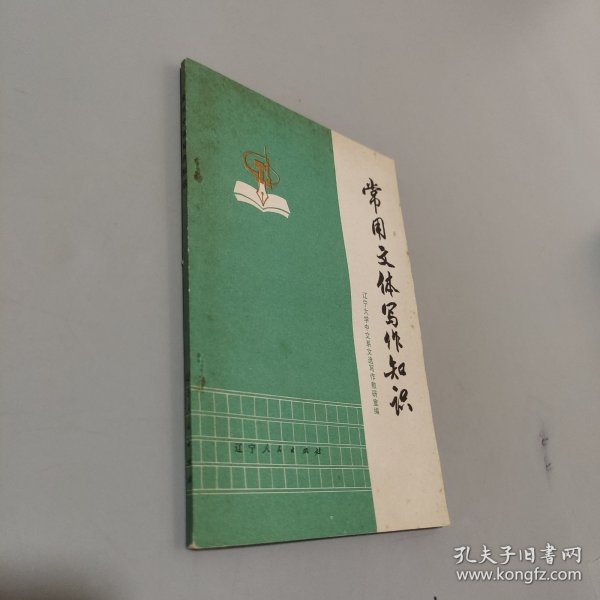 常用文体写作知识
辽宁大学中文系文选写作教研室编
辽宁人民出版社
孔夫子旧书网
www.kongfz.com